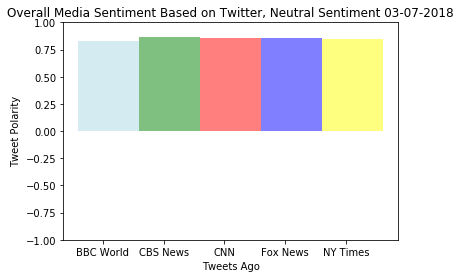 Overall Media Sentiment Based on Twitter, Neutral Sentiment 03-07-2018
1.00
0.75
0.50
0.25
0.00
−0.25
−0.50
−0.75
−1.00
Tweet Polarity
BBC World CBS News CNN Fox News NY Times
Tweets Ago